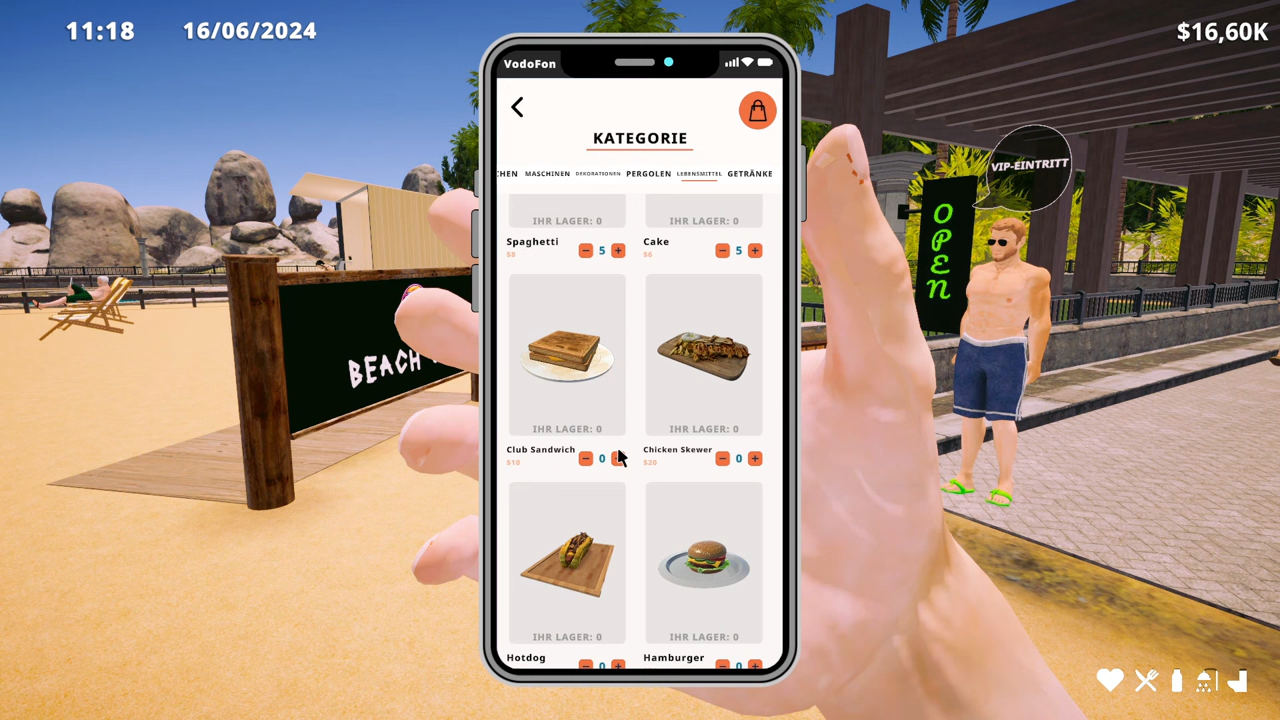 11:18
16/06/2024
$16,60K
VodoFon
KATEGORIE
CHEN MASCHINEN DEKORATIONEN PERGOLEN LEBENSMITTEL GETRÄNKE
IHR LAGER: 0
IHR LAGER: 0
Spaghetti
$8
− 5 +
Cake
$6
− 5 +
IHR LAGER: 0
IHR LAGER: 0
Club Sandwich
$10
− 0
Chicken Skewer
$20
− 0 +
IHR LAGER: 0
IHR LAGER: 0
Hotdog
− 0 +
Hamburger
− 0 +
BEACH
VIP-EINTRITT
OPEN